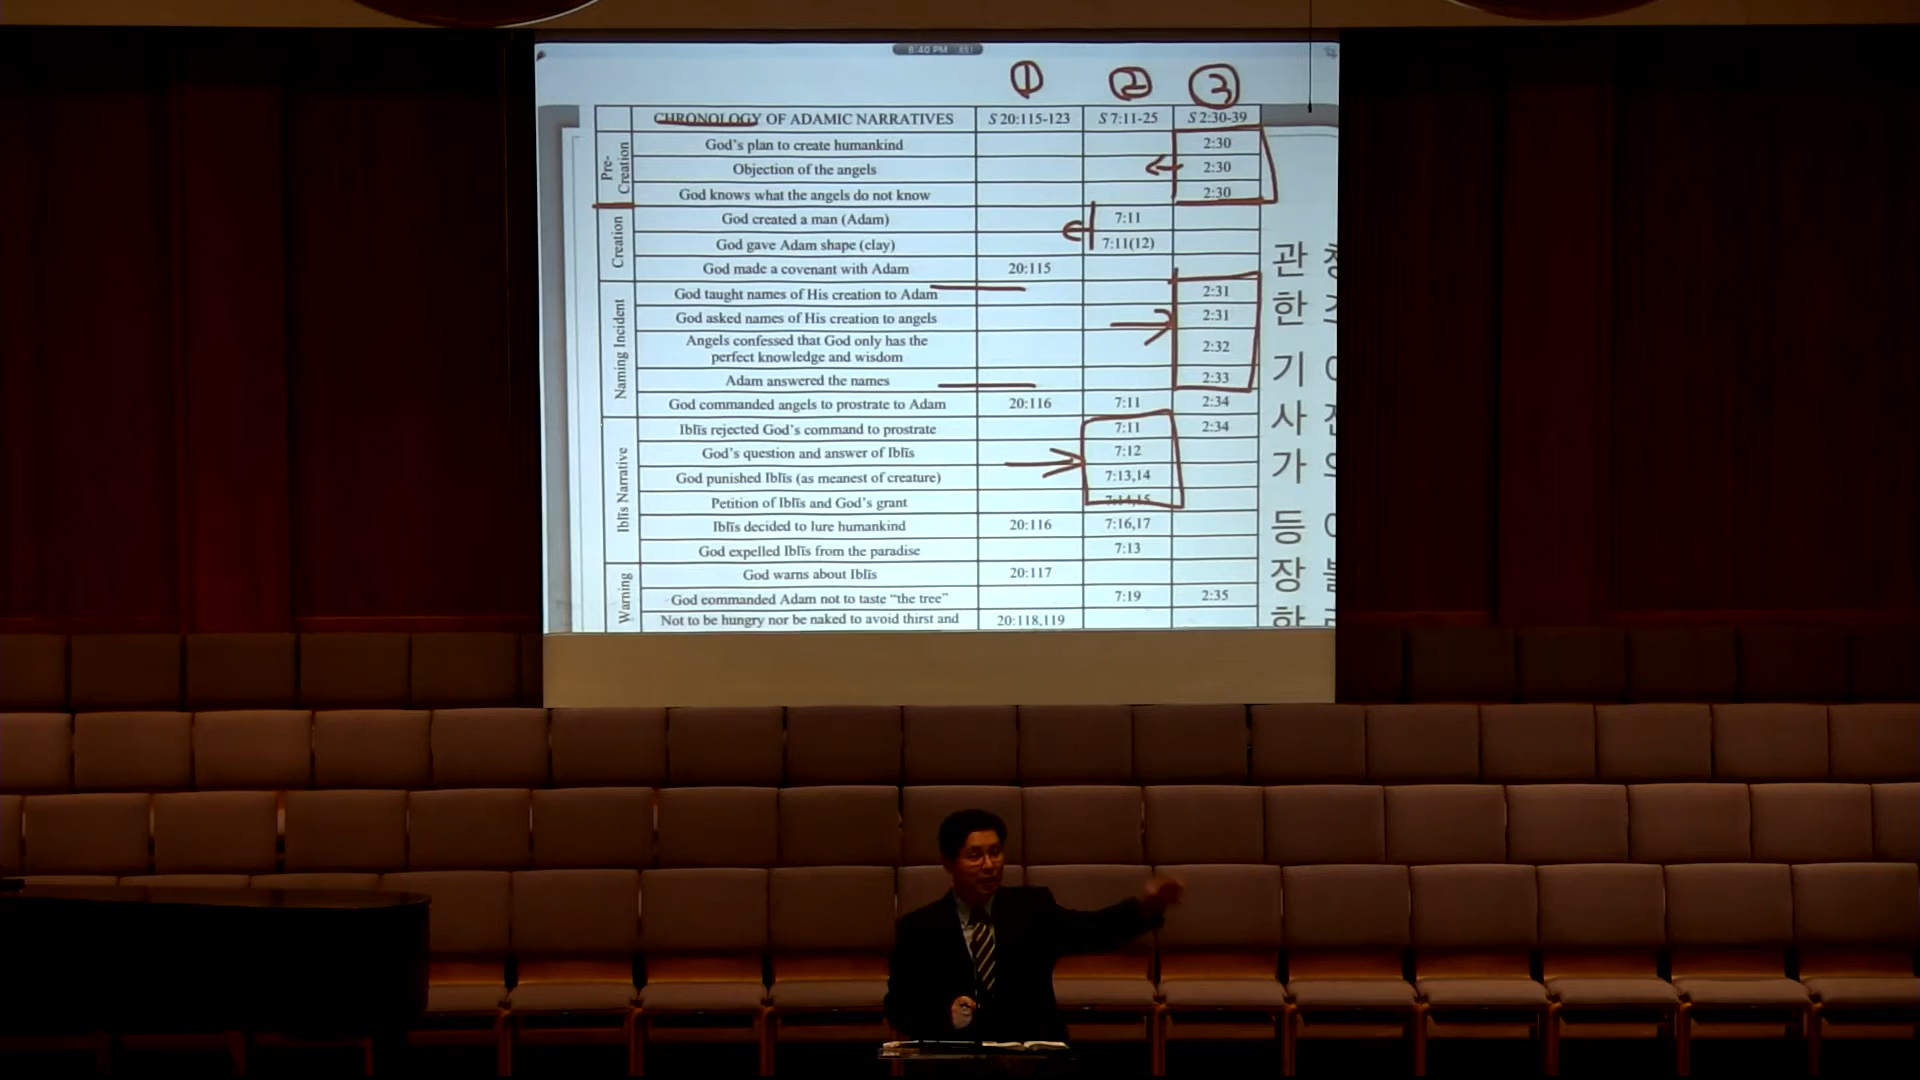 6:40 PM
① ② ③
CHRONOLOGY OF ADAMIC NARRATIVES S 20:115-123 S 7:11-25 S 2:30-39
Pre-Creation
God's plan to create humankind 2:30
Objection of the angels 2:30
God knows what the angels do not know 2:30
Creation
God created a man (Adam) 7:11
God gave Adam shape (clay) 7:11(12)
God made a covenant with Adam 20:115
Naming Incident
God taught names of His creation to Adam 2:31
God asked names of His creation to angels 2:31
Angels confessed that God only has the
perfect knowledge and wisdom 2:32
Adam answered the names 2:33
God commanded angels to prostrate to Adam 20:116 7:11 2:34
Iblīs Narrative
Iblīs rejected God's command to prostrate 7:11 2:34
God's question and answer of Iblīs 7:12
God punished Iblīs (as meanest of creature) 7:13,14
Petition of Iblīs and God's grant 7:14,15
Iblīs decided to lure humankind 20:116 7:16,17
God expelled Iblīs from the paradise 7:13
Warning
God warns about Iblīs 20:117
God commanded Adam not to taste "the tree" 7:19 2:35
Not to be hungry nor be naked to avoid thirst and 20:118,119
관
한
기
사
가
등
장
한